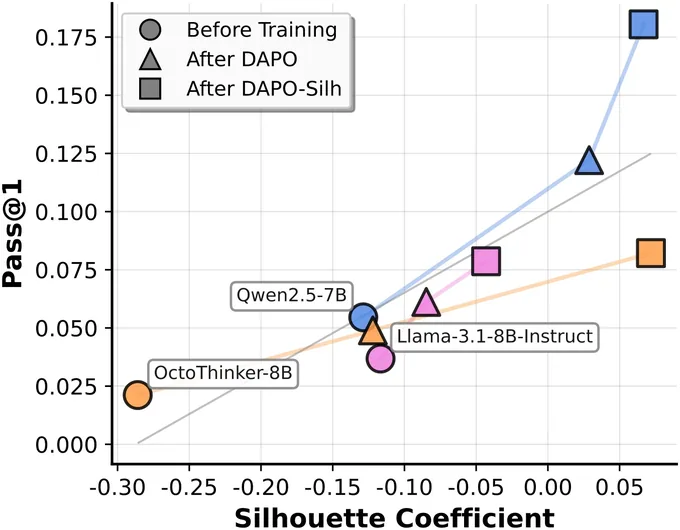 Before Training
After DAPO
After DAPO-Silh
0.175
0.150
0.125
0.100
0.075
0.050
0.025
0.000
Pass@1
Qwen2.5-7B
Llama-3.1-8B-Instruct
OctoThinker-8B
-0.30 -0.25 -0.20 -0.15 -0.10 -0.05 0.00 0.05
Silhouette Coefficient